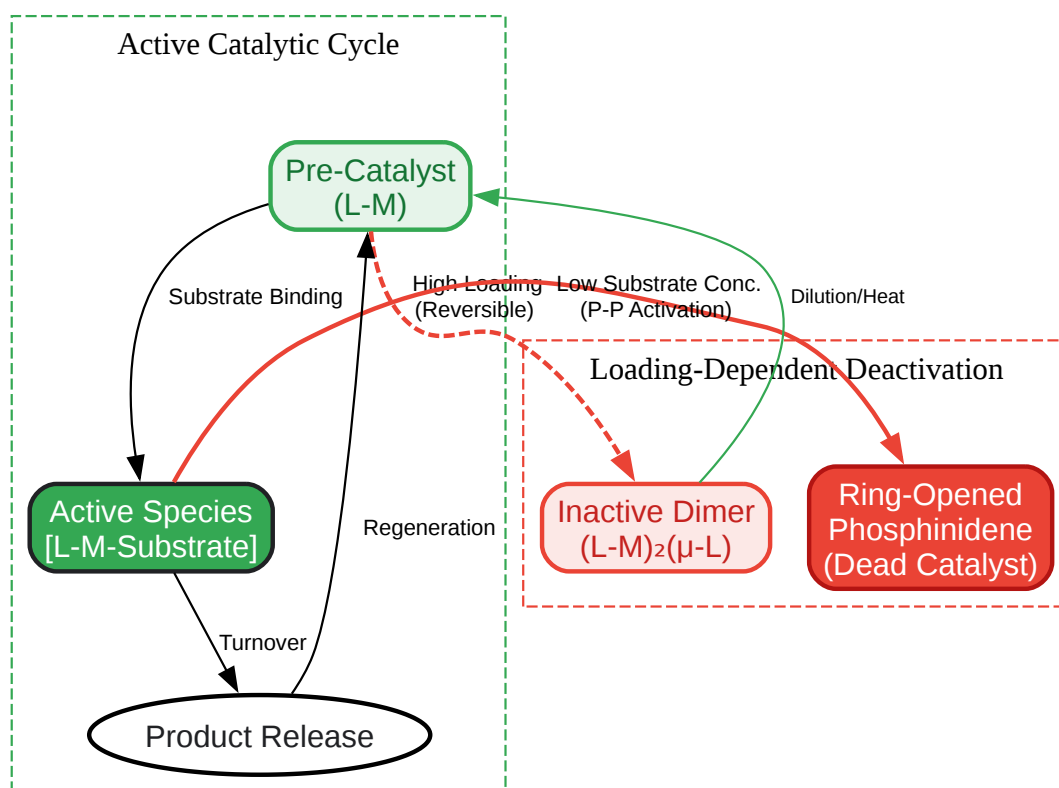 Active Catalytic Cycle
Pre-Catalyst
(L-M)
Substrate Binding
High Loading
(Reversible)
Low Substrate Conc.
(P-P Activation)
Dilution/Heat
Loading-Dependent Deactivation
Active Species
[L-M-Substrate]
Regeneration
Inactive Dimer
(L-M)₂(μ-L)
Ring-Opened
Phosphinidene
(Dead Catalyst)
Turnover
Product Release